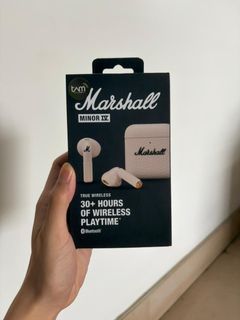 tam
Marshall
MINOR IV
Marshall
TRUE WIRELESS
30+ HOURS
OF WIRELESS
PLAYTIME*
Bluetooth